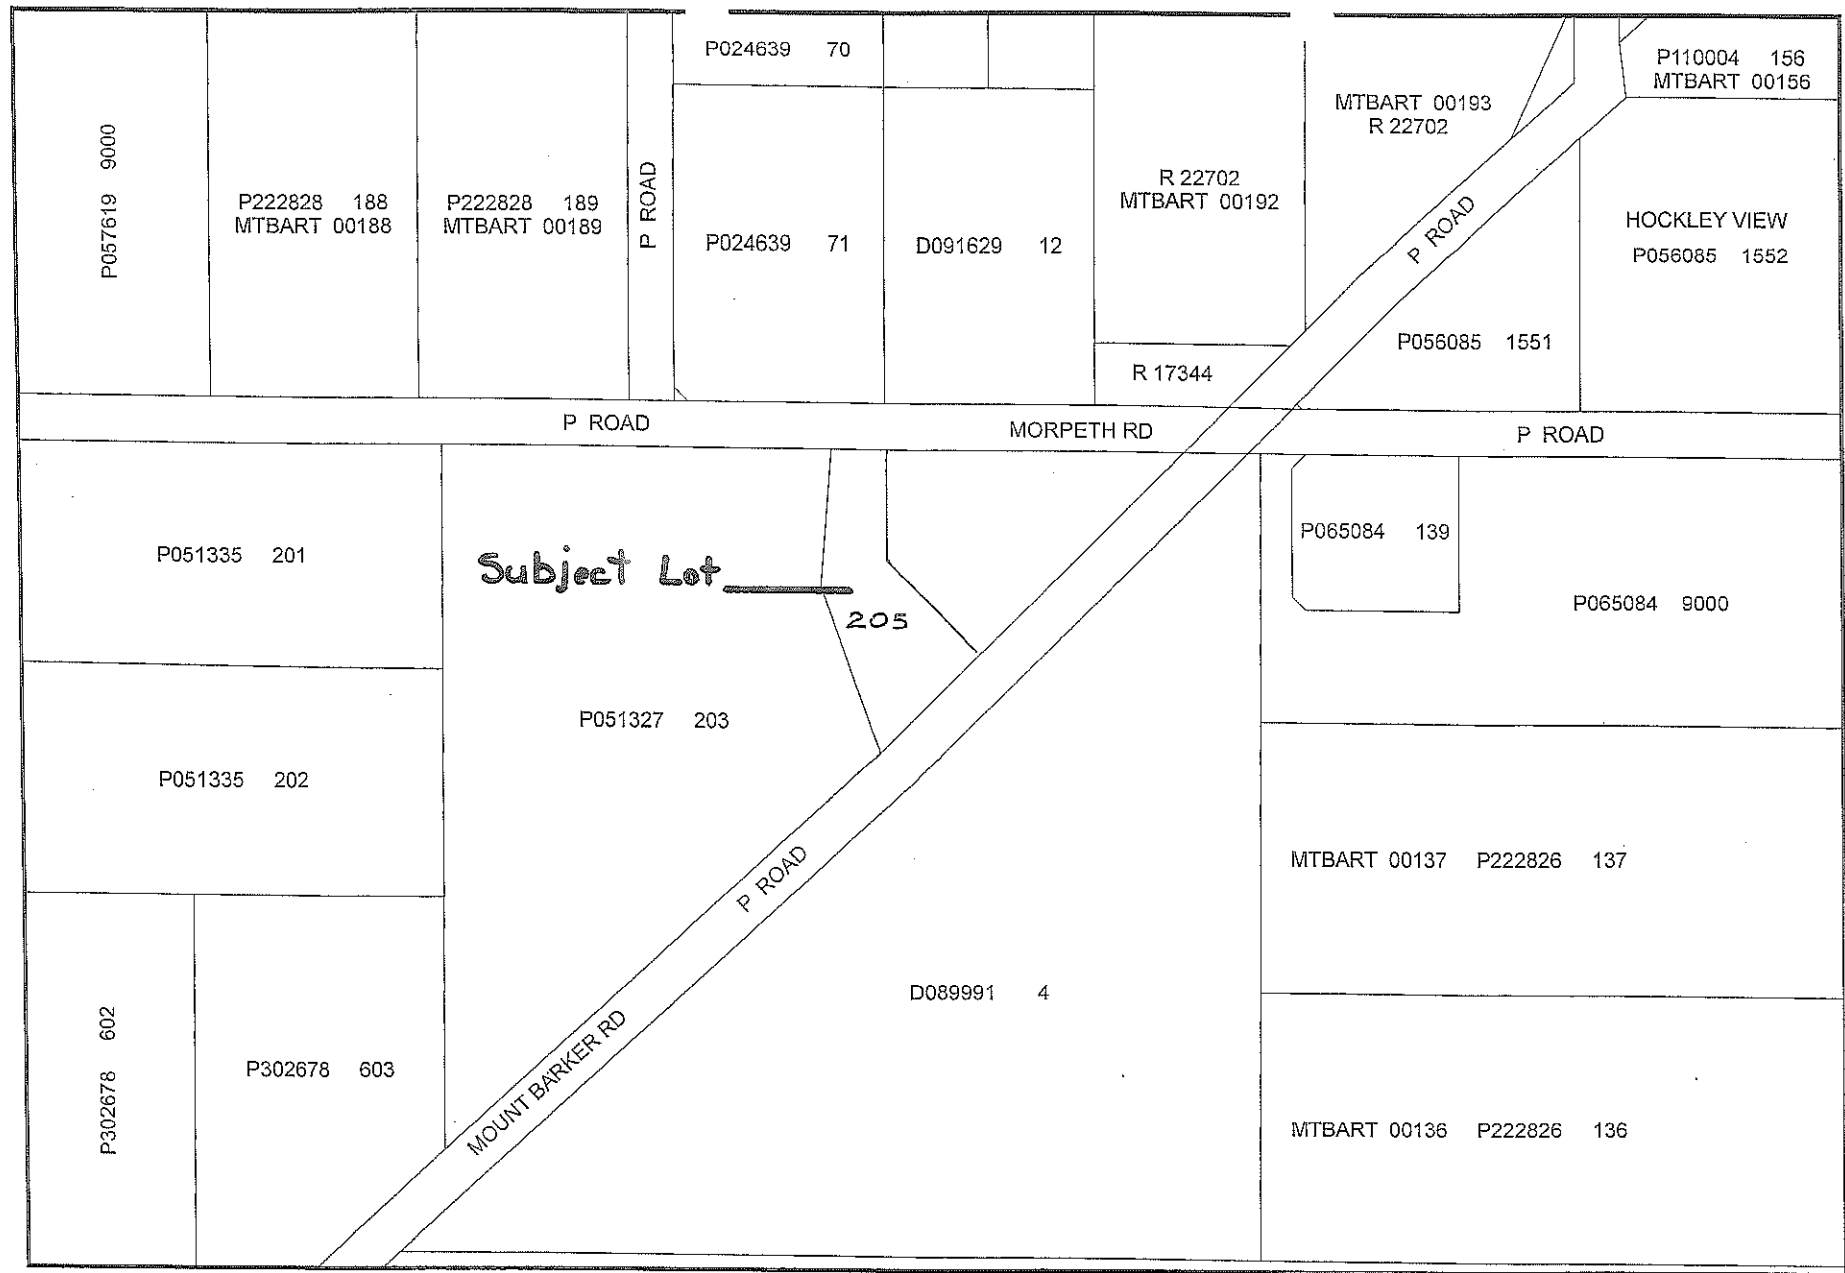 P024639 70
P110004 156
MTBART 00156
MTBART 00193
R 22702
P057619 9000
P222828 188
MTBART 00188
P222828 189
MTBART 00189
P ROAD
P024639 71
D091629 12
R 22702
MTBART 00192
P ROAD
HOCKLEY VIEW
P056085 1552
P056085 1551
R 17344
P ROAD
MORPETH RD
P ROAD
P051335 201
Subject Lot
205
P065084 139
P065084 9000
P051327 203
P051335 202
P ROAD
MTBART 00137 P222826 137
D089991 4
MOUNT BARKER RD
P302678 602
P302678 603
MTBART 00136 P222826 136